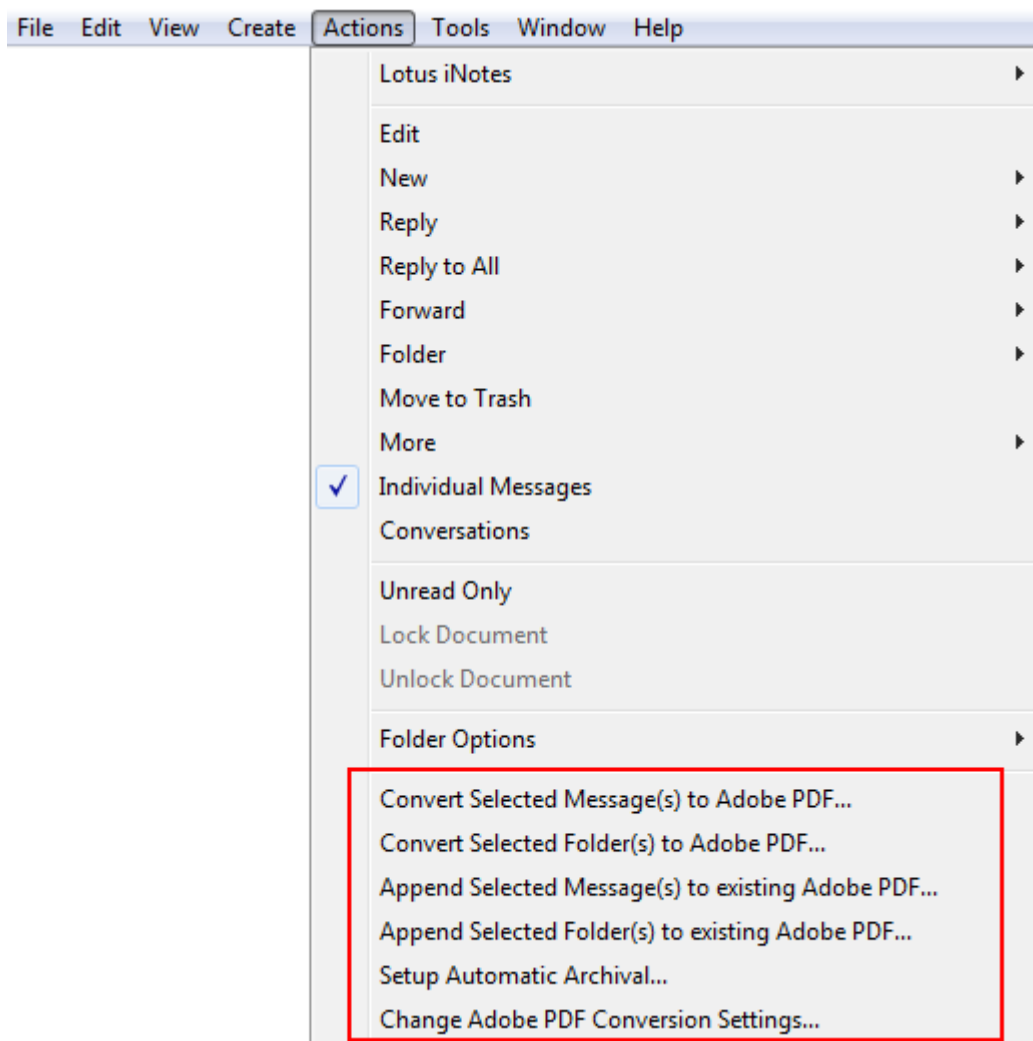 File Edit View Create Actions Tools Window Help
Lotus iNotes
Edit
New
Reply
Reply to All
Forward
Folder
Move to Trash
More
Individual Messages
Conversations
Unread Only
Lock Document
Unlock Document
Folder Options
Convert Selected Message(s) to Adobe PDF...
Convert Selected Folder(s) to Adobe PDF...
Append Selected Message(s) to existing Adobe PDF...
Append Selected Folder(s) to existing Adobe PDF...
Setup Automatic Archival...
Change Adobe PDF Conversion Settings...